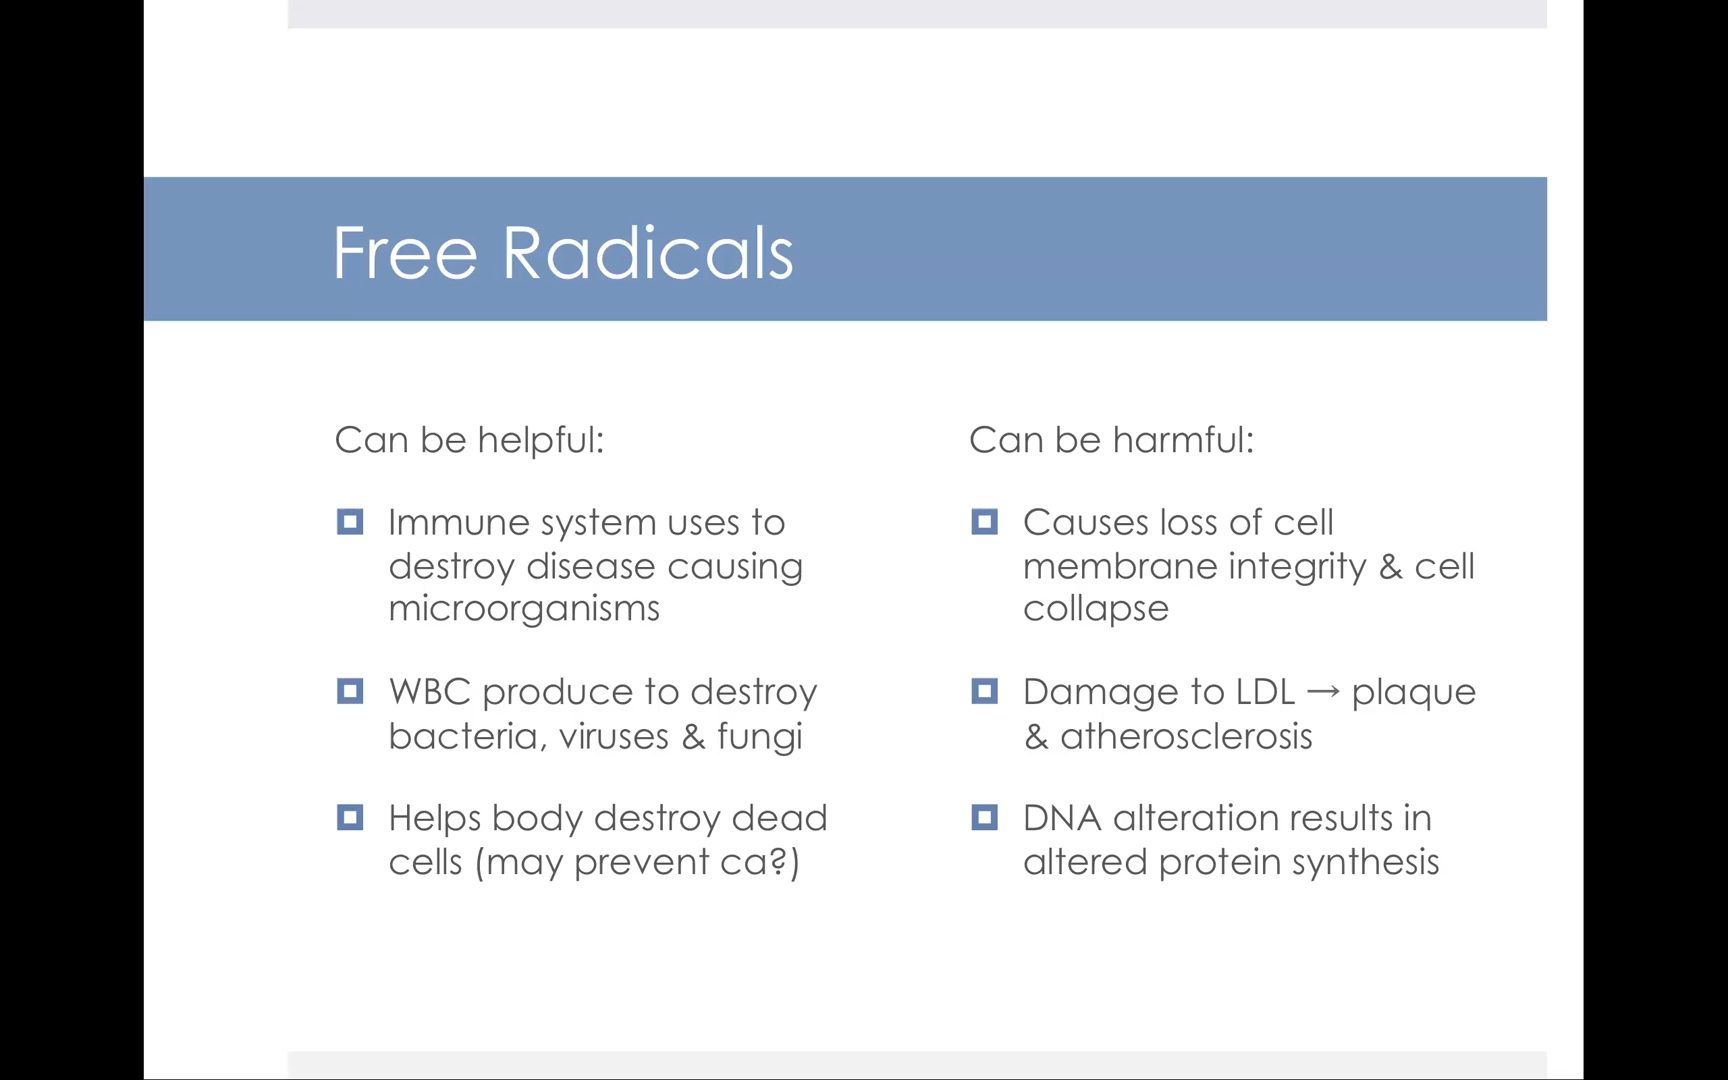 Free Radicals
Can be helpful:
Immune system uses to
destroy disease causing
microorganisms
WBC produce to destroy
bacteria, viruses & fungi
Helps body destroy dead
cells (may prevent ca?)
Can be harmful:
Causes loss of cell
membrane integrity & cell
collapse
Damage to LDL → plaque
& atherosclerosis
DNA alteration results in
altered protein synthesis